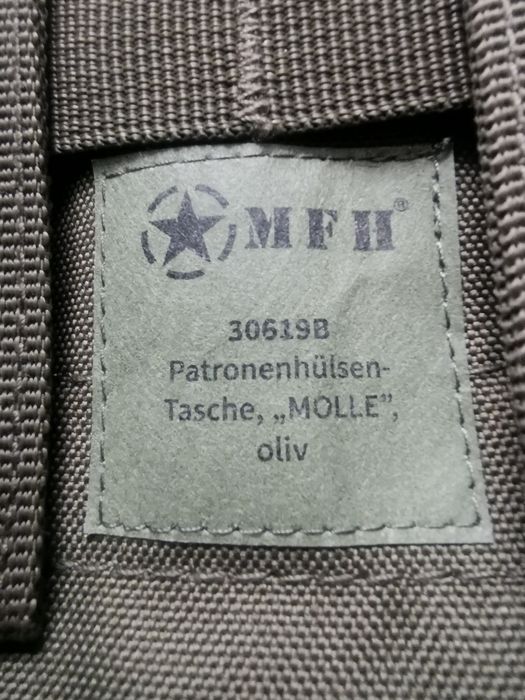 MFH®
30619B
Patronenhülsen-
Tasche, „MOLLE”,
oliv